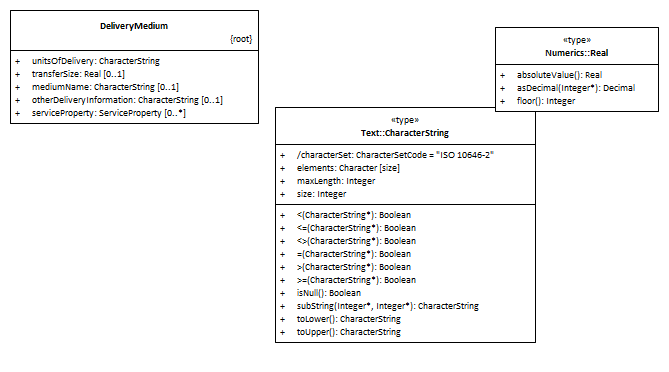 DeliveryMedium
{root}
+ unitsOfDelivery: CharacterString
+ transferSize: Real [0..1]
+ mediumName: CharacterString [0..1]
+ otherDeliveryInformation: CharacterString [0..1]
+ serviceProperty: ServiceProperty [0..*]
«type»
Numerics::Real
+ absoluteValue(): Real
+ asDecimal(Integer*): Decimal
+ floor(): Integer
«type»
Text::CharacterString
+ /characterSet: CharacterSetCode = "ISO 10646-2"
+ elements: Character [size]
+ maxLength: Integer
+ size: Integer
+ <(CharacterString*): Boolean
+ <=(CharacterString*): Boolean
+ <>(CharacterString*): Boolean
+ =(CharacterString*): Boolean
+ >(CharacterString*): Boolean
+ >=(CharacterString*): Boolean
+ isNull(): Boolean
+ subString(Integer*, Integer*): CharacterString
+ toLower(): CharacterString
+ toUpper(): CharacterString